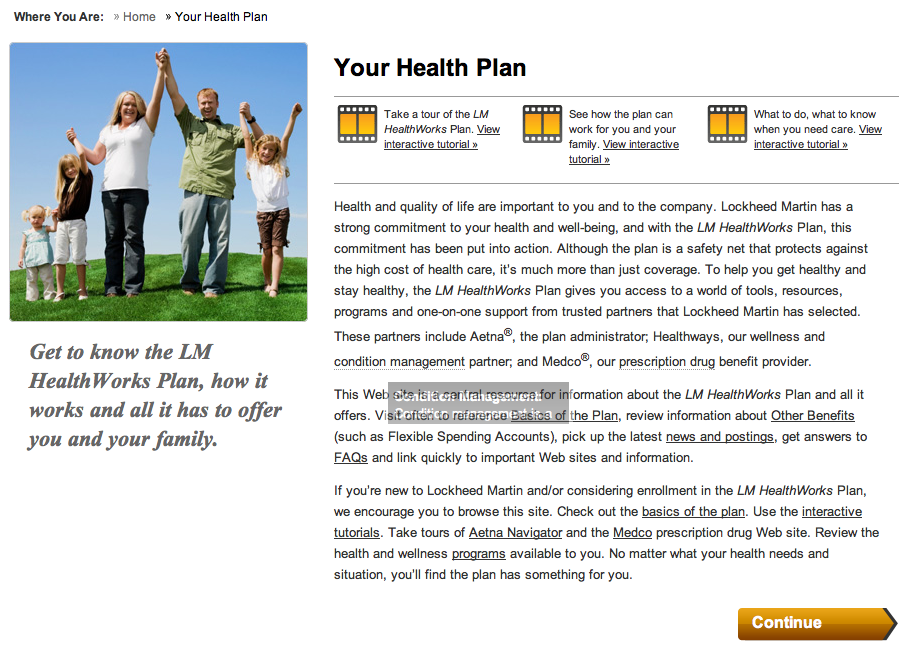 Where You Are: » Home » Your Health Plan
Your Health Plan
Take a tour of the LM
HealthWorks Plan. View
interactive tutorial »
See how the plan can
work for you and your
family. View interactive
tutorial »
What to do, what to know
when you need care. View
interactive tutorial »
Get to know the LM
HealthWorks Plan, how it
works and all it has to offer
you and your family.
Health and quality of life are important to you and to the company. Lockheed Martin has a
strong commitment to your health and well-being, and with the LM HealthWorks Plan, this
commitment has been put into action. Although the plan is a safety net that protects against
the high cost of health care, it's much more than just coverage. To help you get healthy and
stay healthy, the LM HealthWorks Plan gives you access to a world of tools, resources,
programs and one-on-one support from trusted partners that Lockheed Martin has selected.
These partners include Aetna®, the plan administrator; Healthways, our wellness and
condition management partner; and Medco®, our prescription drug benefit provider.
This Web site is a central resource for information about the LM HealthWorks Plan and all it
offers. Visit often to reference Basics of the Plan, review information about Other Benefits
(such as Flexible Spending Accounts), pick up the latest news and postings, get answers to
FAQs and link quickly to important Web sites and information.
Condition Management:
Condition management is a
If you're new to Lockheed Martin and/or considering enrollment in the LM HealthWorks Plan,
we encourage you to browse this site. Check out the basics of the plan. Use the interactive
tutorials. Take tours of Aetna Navigator and the Medco prescription drug Web site. Review the
health and wellness programs available to you. No matter what your health needs and
situation, you'll find the plan has something for you.
Continue